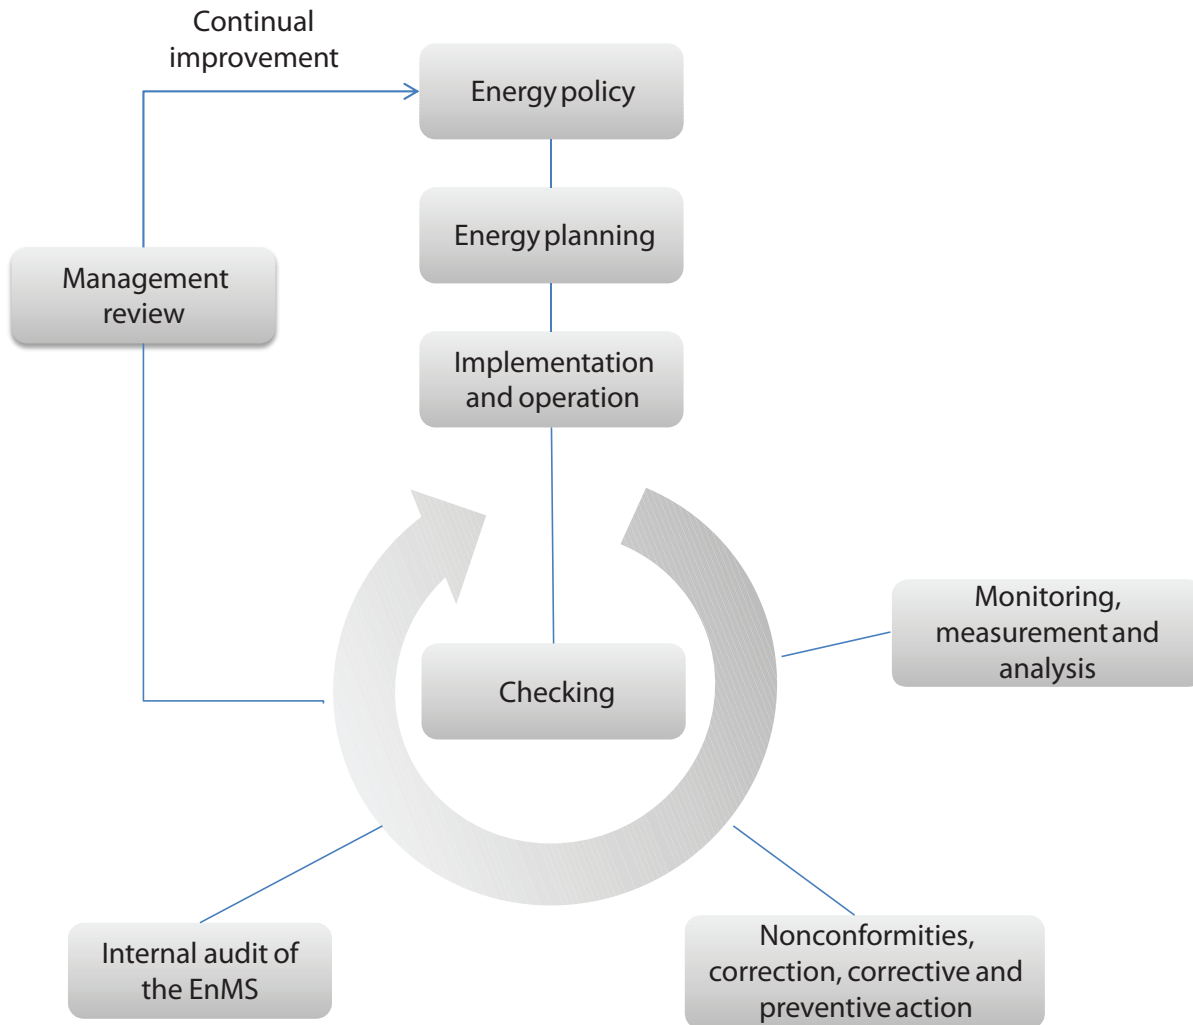 Continual
improvement
Energy policy
Energy planning
Management
review
Implementation
and operation
Monitoring,
measurement and
analysis
Checking
Internal audit of
the EnMS
Nonconformities,
correction, corrective and
preventive action